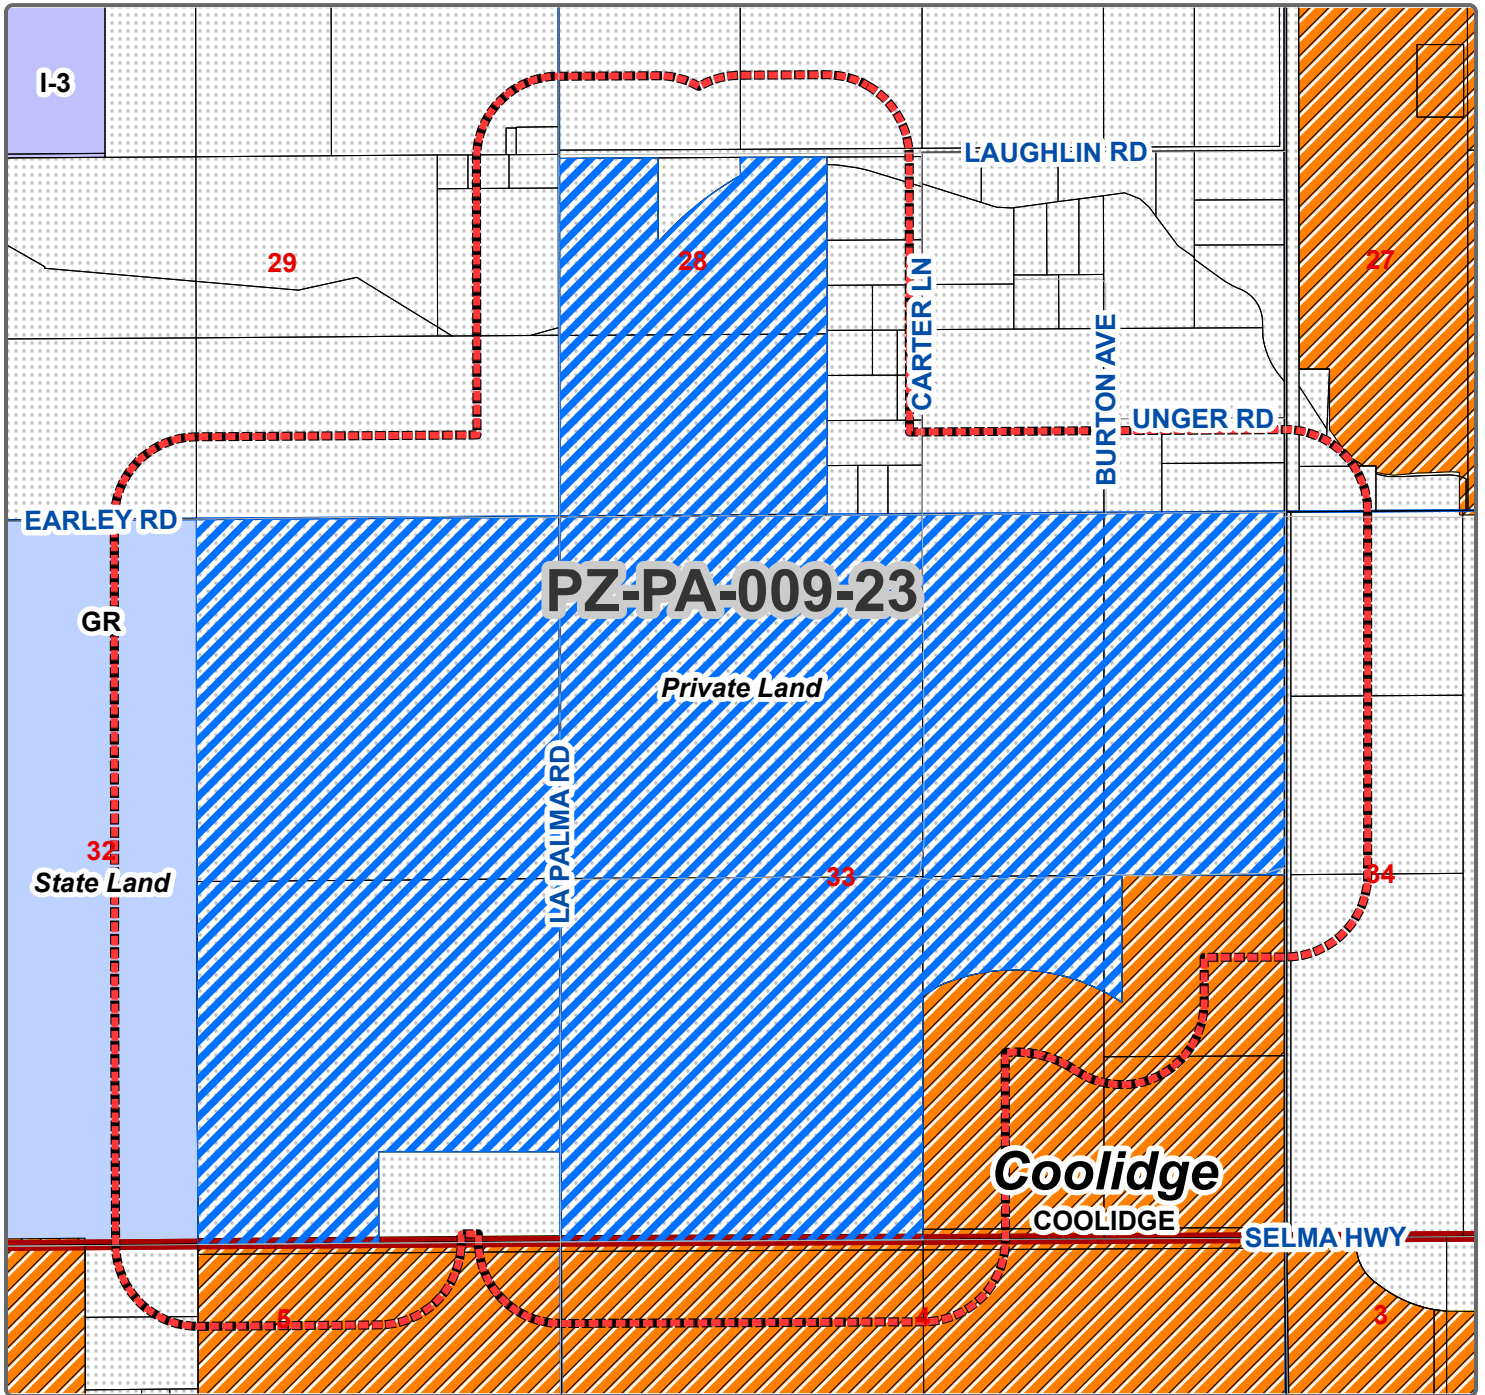 I-3
LAUGHLIN RD
29
28
27
CARTER LN
BURTON AVE
UNGER RD
EARLEY RD
PZ-PA-009-23
GR
Private Land
LA PALMA RD
32
33
34
State Land
Coolidge
COOLIDGE
SELMA HWY
5
4
3